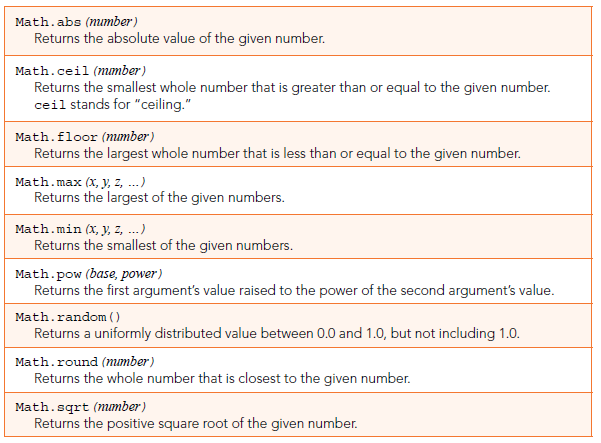 Math.abs (number)
Returns the absolute value of the given number.
Math.ceil (number)
Returns the smallest whole number that is greater than or equal to the given number.
ceil stands for “ceiling.”
Math.floor (number)
Returns the largest whole number that is less than or equal to the given number.
Math.max (x, y, z, ...)
Returns the largest of the given numbers.
Math.min (x, y, z, ...)
Returns the smallest of the given numbers.
Math.pow (base, power)
Returns the first argument’s value raised to the power of the second argument’s value.
Math.random()
Returns a uniformly distributed value between 0.0 and 1.0, but not including 1.0.
Math.round (number)
Returns the whole number that is closest to the given number.
Math.sqrt (number)
Returns the positive square root of the given number.